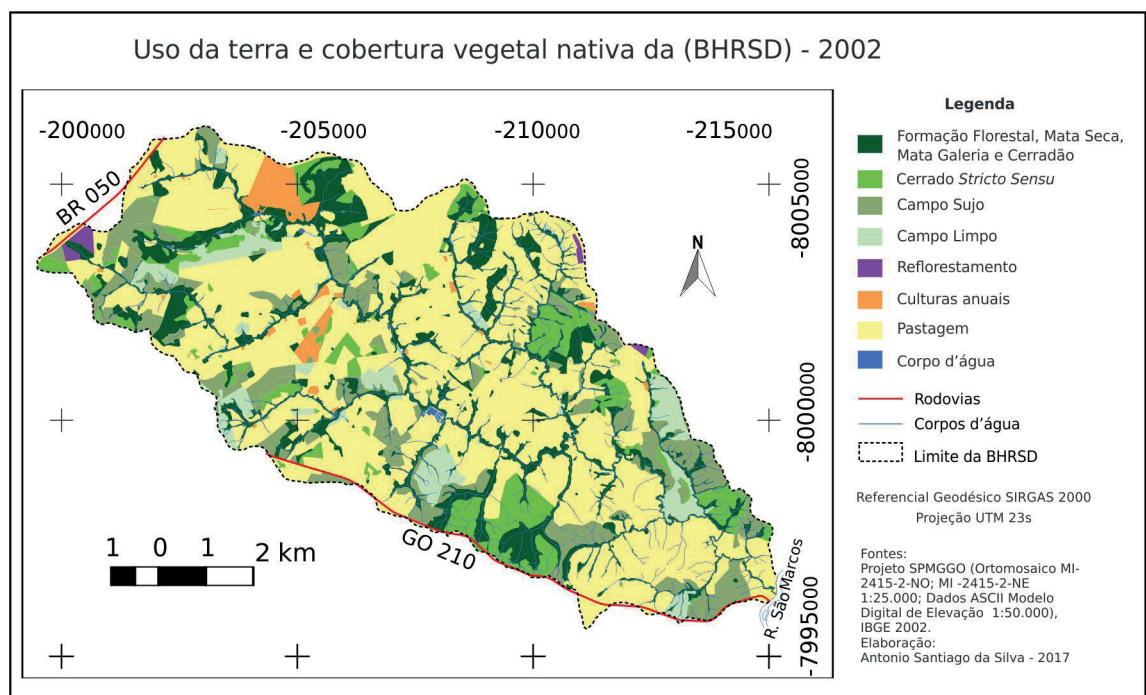 Uso da terra e cobertura vegetal nativa da (BHRSD) - 2002
-200000
-205000
-210000
-215000
-8005000
-8000000
-7995000
BR 050
GO 210
R. São Marcos
N
1 0 1 2 km
Legenda
Formação Florestal, Mata Seca,
Mata Galeria e Cerradão
Cerrado Stricto Sensu
Campo Sujo
Campo Limpo
Reflorestamento
Culturas anuais
Pastagem
Corpo d’água
Rodovias
Corpos d’água
Limite da BHRSD
Referencial Geodésico SIRGAS 2000
Projeção UTM 23s
Fontes:
Projeto SPMGGO (Ortomosaico MI-
2415-2-NO; MI -2415-2-NE
1:25.000; Dados ASCII Modelo
Digital de Elevação 1:50.000),
IBGE 2002.
Elaboração:
Antonio Santiago da Silva - 2017